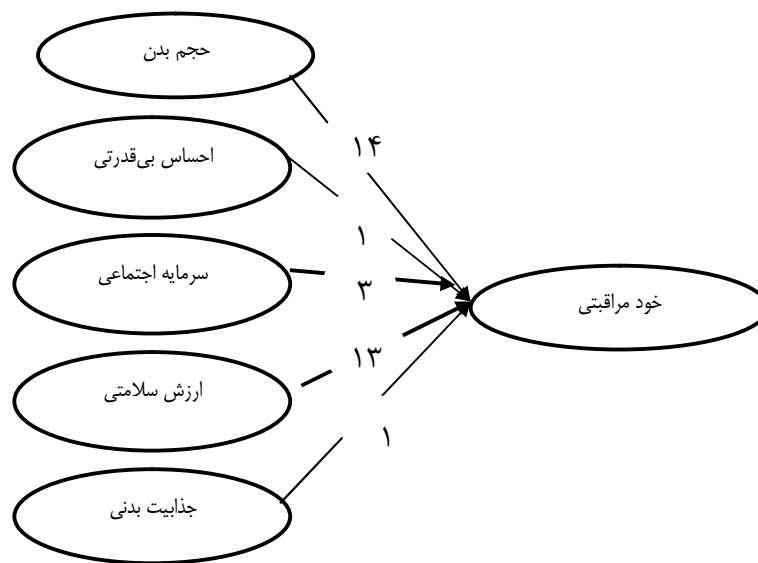 حجم بدن
۱۴
احساس بی‌قدرتی
۱
سرمایه اجتماعی
۳
خود مراقبتی
ارزش سلامتی
۱۳
جذابیت بدنی
۱